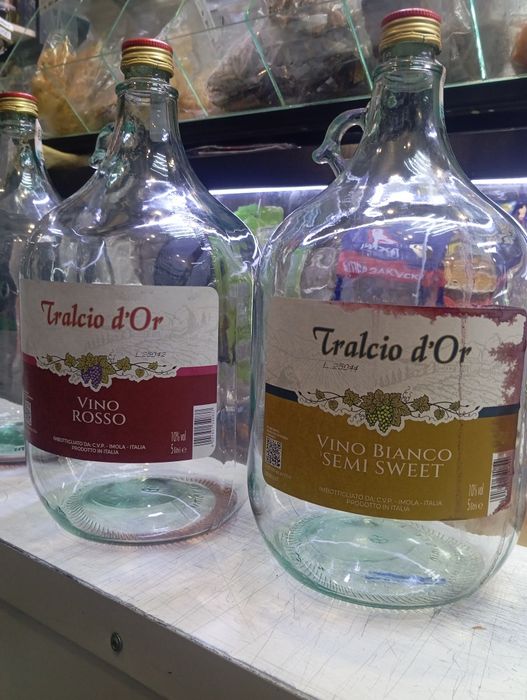 Tralcio d'Or
L.25042
VINO
ROSSO
IMBOTTIGLIATO DA: C.V.P. - IMOLA - ITALIA
PRODOTTO IN ITALIA
10% vol
5 litri e
Tralcio d'Or
L.25044
VINO BIANCO
SEMI SWEET
IMBOTTIGLIATO DA: C.V.P. - IMOLA - ITALIA
PRODOTTO IN ITALIA
10% vol
5 litri e